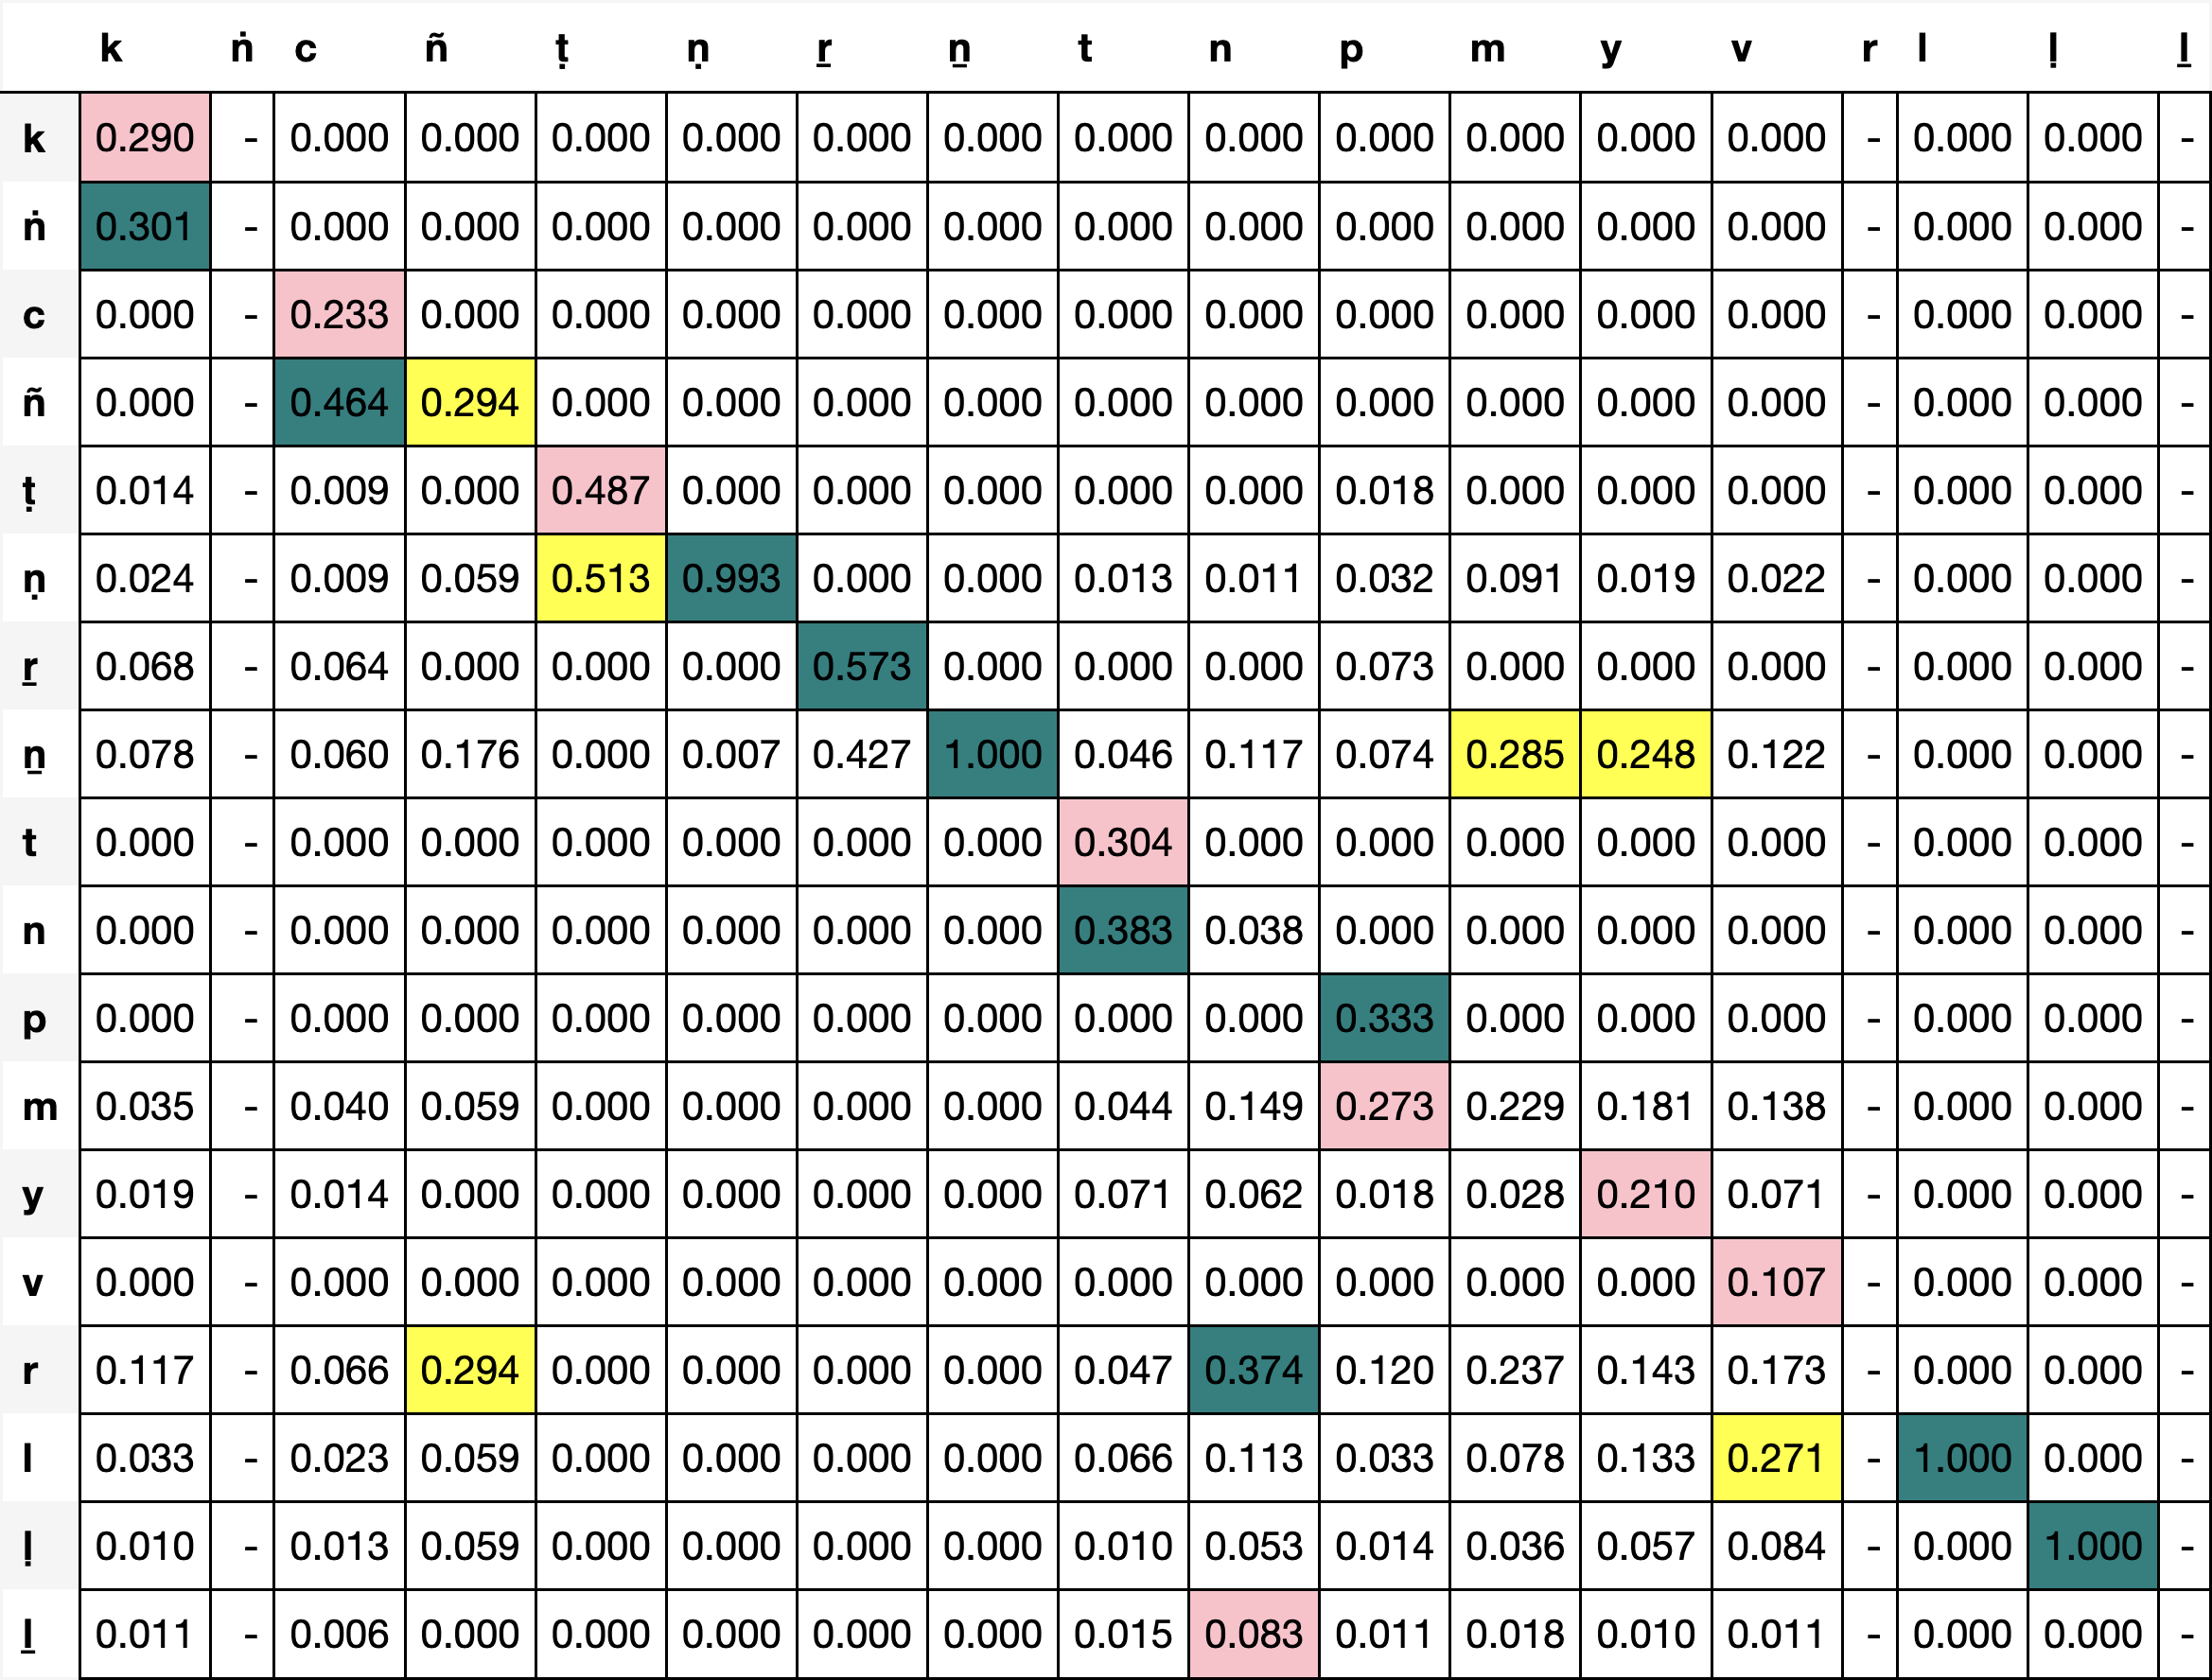 k ṅ c ñ ṭ ṇ ṟ ṉ t n p m y v r l ḷ ḻ
k 0.290 - 0.000 0.000 0.000 0.000 0.000 0.000 0.000 0.000 0.000 0.000 0.000 0.000 - 0.000 0.000 -
ṅ 0.301 - 0.000 0.000 0.000 0.000 0.000 0.000 0.000 0.000 0.000 0.000 0.000 0.000 - 0.000 0.000 -
c 0.000 - 0.233 0.000 0.000 0.000 0.000 0.000 0.000 0.000 0.000 0.000 0.000 0.000 - 0.000 0.000 -
ñ 0.000 - 0.464 0.294 0.000 0.000 0.000 0.000 0.000 0.000 0.000 0.000 0.000 0.000 - 0.000 0.000 -
ṭ 0.014 - 0.009 0.000 0.487 0.000 0.000 0.000 0.000 0.000 0.018 0.000 0.000 0.000 - 0.000 0.000 -
ṇ 0.024 - 0.009 0.059 0.513 0.993 0.000 0.000 0.013 0.011 0.032 0.091 0.019 0.022 - 0.000 0.000 -
ṟ 0.068 - 0.064 0.000 0.000 0.000 0.573 0.000 0.000 0.000 0.073 0.000 0.000 0.000 - 0.000 0.000 -
ṉ 0.078 - 0.060 0.176 0.000 0.007 0.427 1.000 0.046 0.117 0.074 0.285 0.248 0.122 - 0.000 0.000 -
t 0.000 - 0.000 0.000 0.000 0.000 0.000 0.000 0.304 0.000 0.000 0.000 0.000 0.000 - 0.000 0.000 -
n 0.000 - 0.000 0.000 0.000 0.000 0.000 0.000 0.383 0.038 0.000 0.000 0.000 0.000 - 0.000 0.000 -
p 0.000 - 0.000 0.000 0.000 0.000 0.000 0.000 0.000 0.000 0.333 0.000 0.000 0.000 - 0.000 0.000 -
m 0.035 - 0.040 0.059 0.000 0.000 0.000 0.000 0.044 0.149 0.273 0.229 0.181 0.138 - 0.000 0.000 -
y 0.019 - 0.014 0.000 0.000 0.000 0.000 0.000 0.071 0.062 0.018 0.028 0.210 0.071 - 0.000 0.000 -
v 0.000 - 0.000 0.000 0.000 0.000 0.000 0.000 0.000 0.000 0.000 0.000 0.000 0.107 - 0.000 0.000 -
r 0.117 - 0.066 0.294 0.000 0.000 0.000 0.000 0.047 0.374 0.120 0.237 0.143 0.173 - 0.000 0.000 -
l 0.033 - 0.023 0.059 0.000 0.000 0.000 0.000 0.066 0.113 0.033 0.078 0.133 0.271 - 1.000 0.000 -
ḷ 0.010 - 0.013 0.059 0.000 0.000 0.000 0.000 0.010 0.053 0.014 0.036 0.057 0.084 - 0.000 1.000 -
ḻ 0.011 - 0.006 0.000 0.000 0.000 0.000 0.000 0.015 0.083 0.011 0.018 0.010 0.011 - 0.000 0.000 -